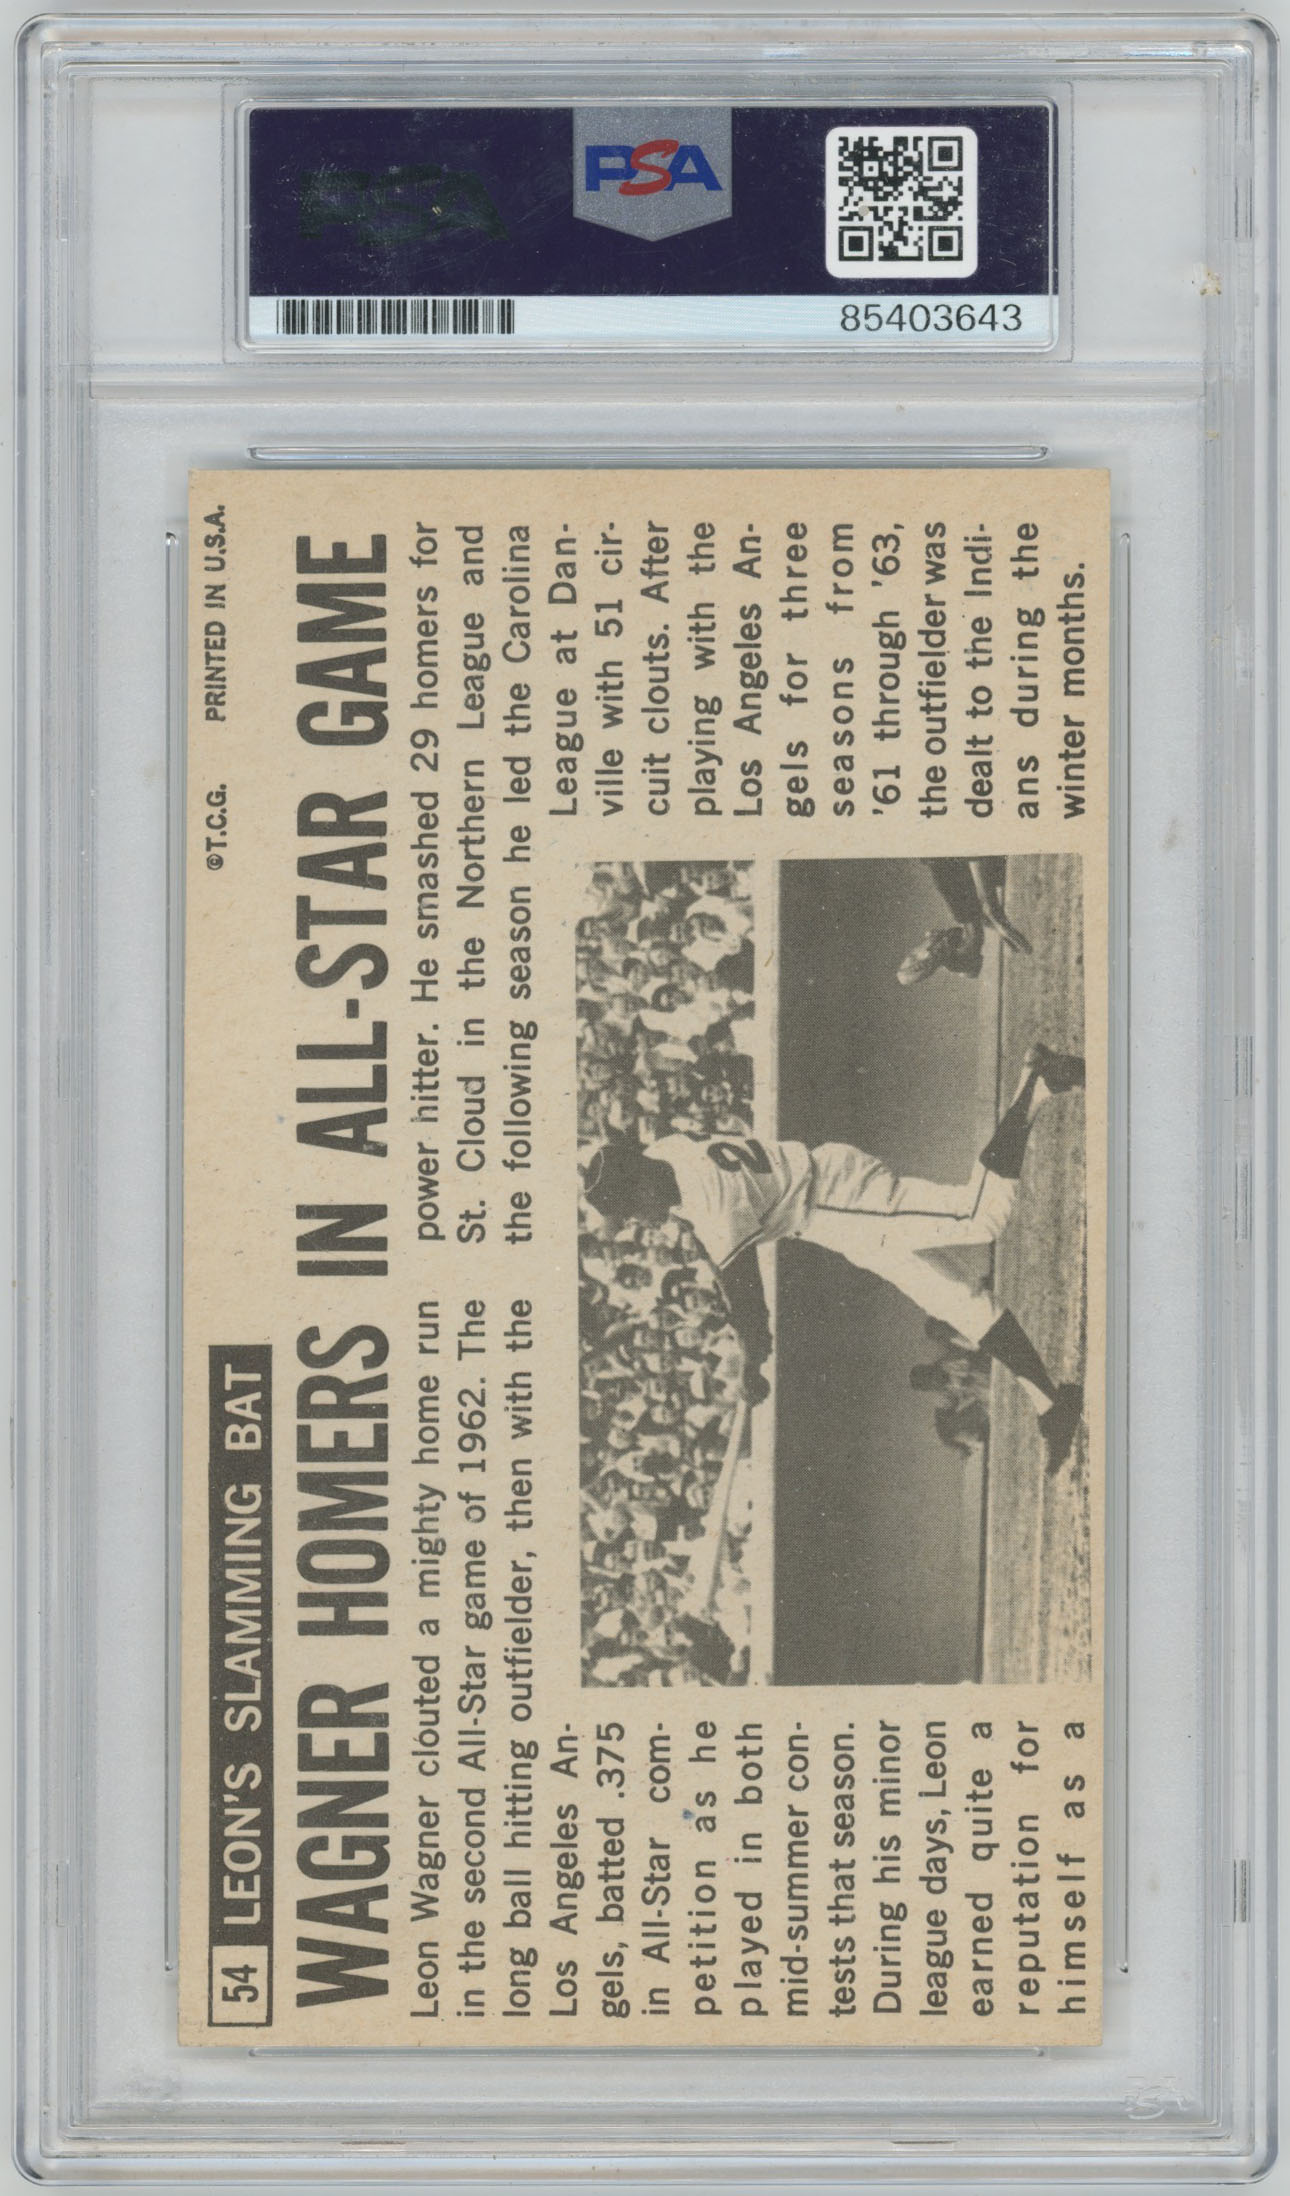 PSA
85403643
54 LEON'S SLAMMING BAT ©T.C.G. PRINTED IN U.S.A.
WAGNER HOMERS IN ALL-STAR GAME
Leon Wagner clouted a mighty home run
in the second All-Star game of 1962. The
long ball hitting outfielder, then with the
Los Angeles An-
gels, batted .375
in All-Star com-
petition as he
played in both
mid-summer con-
tests that season.
During his minor
league days, Leon
earned quite a
reputation for
himself as a
power hitter. He smashed 29 homers for
St. Cloud in the Northern League and
the following season he led the Carolina
League at Dan-
ville with 51 cir-
cuit clouts. After
playing with the
Los Angeles An-
gels for three
seasons from
'61 through '63,
the outfielder was
dealt to the Indi-
ans during the
winter months.
2
PSA